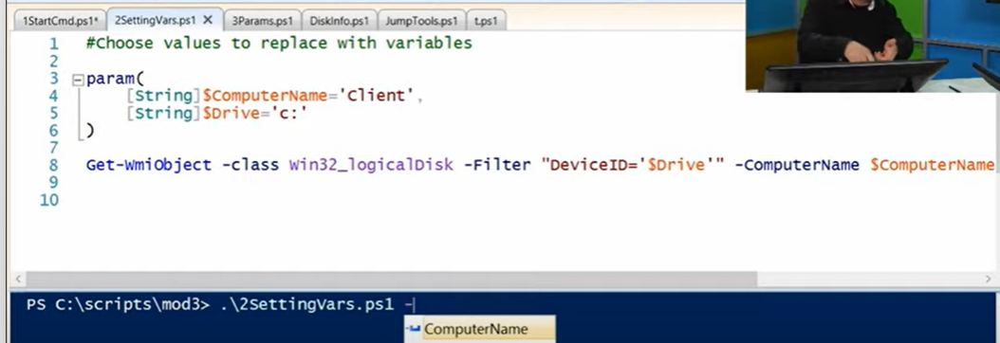 1StartCmd.ps1* 2SettingVars.ps1 X 3Params.ps1 DiskInfo.ps1 JumpTools.ps1 t.ps1
1 #Choose values to replace with variables
2
3 param(
4 [String]$ComputerName='Client',
5 [String]$Drive='c:'
6 )
7
8 Get-WmiObject -class Win32_logicalDisk -Filter "DeviceID='$Drive'" -ComputerName $ComputerName
9
10
PS C:\scripts\mod3> .\2SettingVars.ps1 -
ComputerName